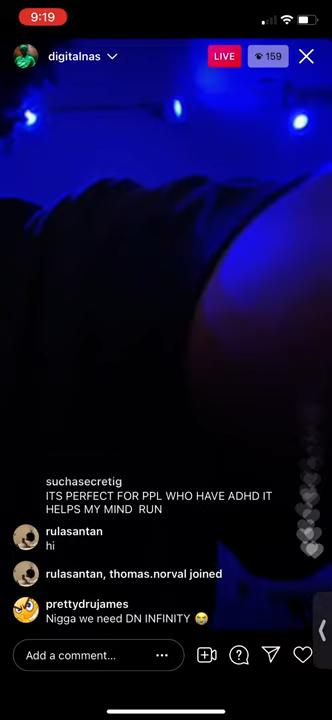 9:19
digitalnas
LIVE
159
suchasecretig
ITS PERFECT FOR PPL WHO HAVE ADHD IT
HELPS MY MIND RUN
rulasantan
hi
rulasantan, thomas.norval joined
prettydrujames
Nigga we need DN INFINITY 😭
Add a comment...